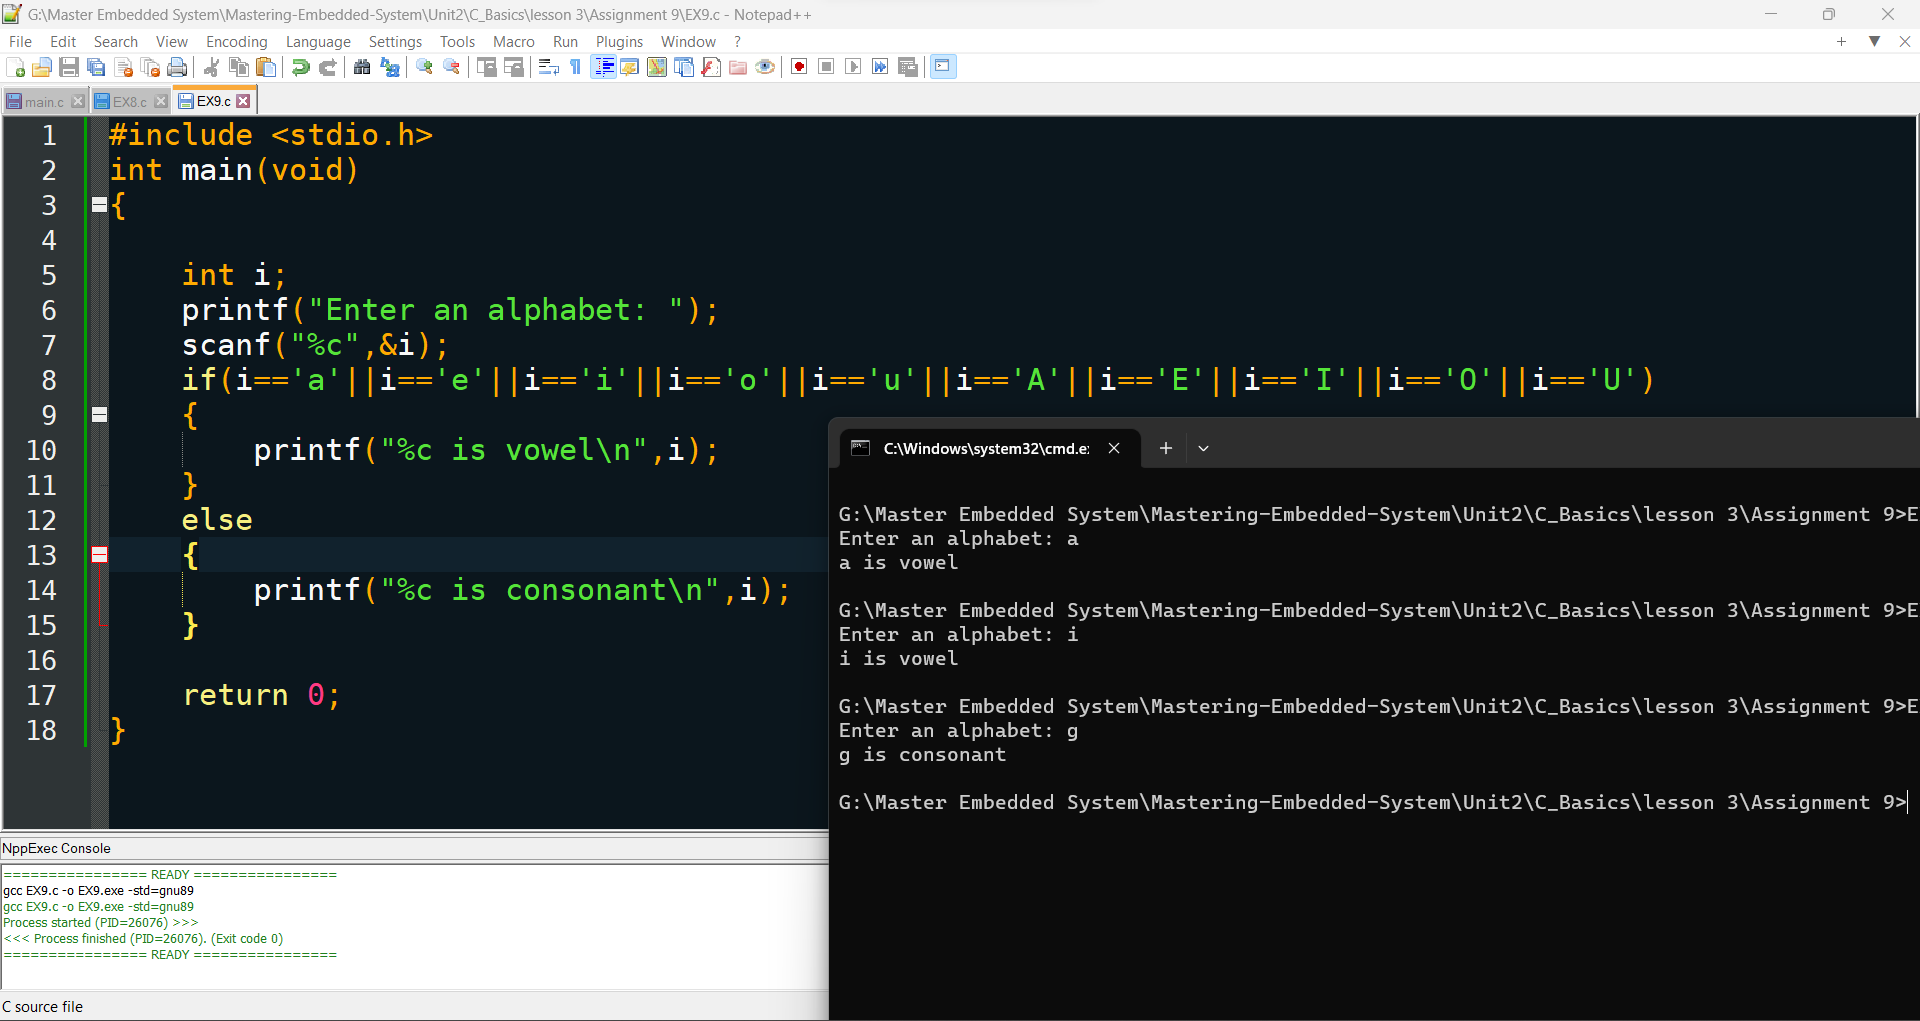 G:\Master Embedded System\Mastering-Embedded-System\Unit2\C_Basics\lesson 3\Assignment 9\EX9.c - Notepad++
File Edit Search View Encoding Language Settings Tools Macro Run Plugins Window ?
main.c EX8.c EX9.c
1 #include <stdio.h>
2 int main(void)
3 {
4
5     int i;
6     printf("Enter an alphabet: ");
7     scanf("%c",&i);
8     if(i=='a'||i=='e'||i=='i'||i=='o'||i=='u'||i=='A'||i=='E'||i=='I'||i=='O'||i=='U')
9     {
10         printf("%c is vowel\n",i);
11     }
12     else
13     {
14         printf("%c is consonant\n",i);
15     }
16
17     return 0;
18 }
C:\Windows\system32\cmd.e
G:\Master Embedded System\Mastering-Embedded-System\Unit2\C_Basics\lesson 3\Assignment 9>E
Enter an alphabet: a
a is vowel
G:\Master Embedded System\Mastering-Embedded-System\Unit2\C_Basics\lesson 3\Assignment 9>E
Enter an alphabet: i
i is vowel
G:\Master Embedded System\Mastering-Embedded-System\Unit2\C_Basics\lesson 3\Assignment 9>E
Enter an alphabet: g
g is consonant
G:\Master Embedded System\Mastering-Embedded-System\Unit2\C_Basics\lesson 3\Assignment 9>
NppExec Console
================ READY ================
gcc EX9.c -o EX9.exe -std=gnu89
gcc EX9.c -o EX9.exe -std=gnu89
Process started (PID=26076) >>>
<<< Process finished (PID=26076). (Exit code 0)
================ READY ================
C source file